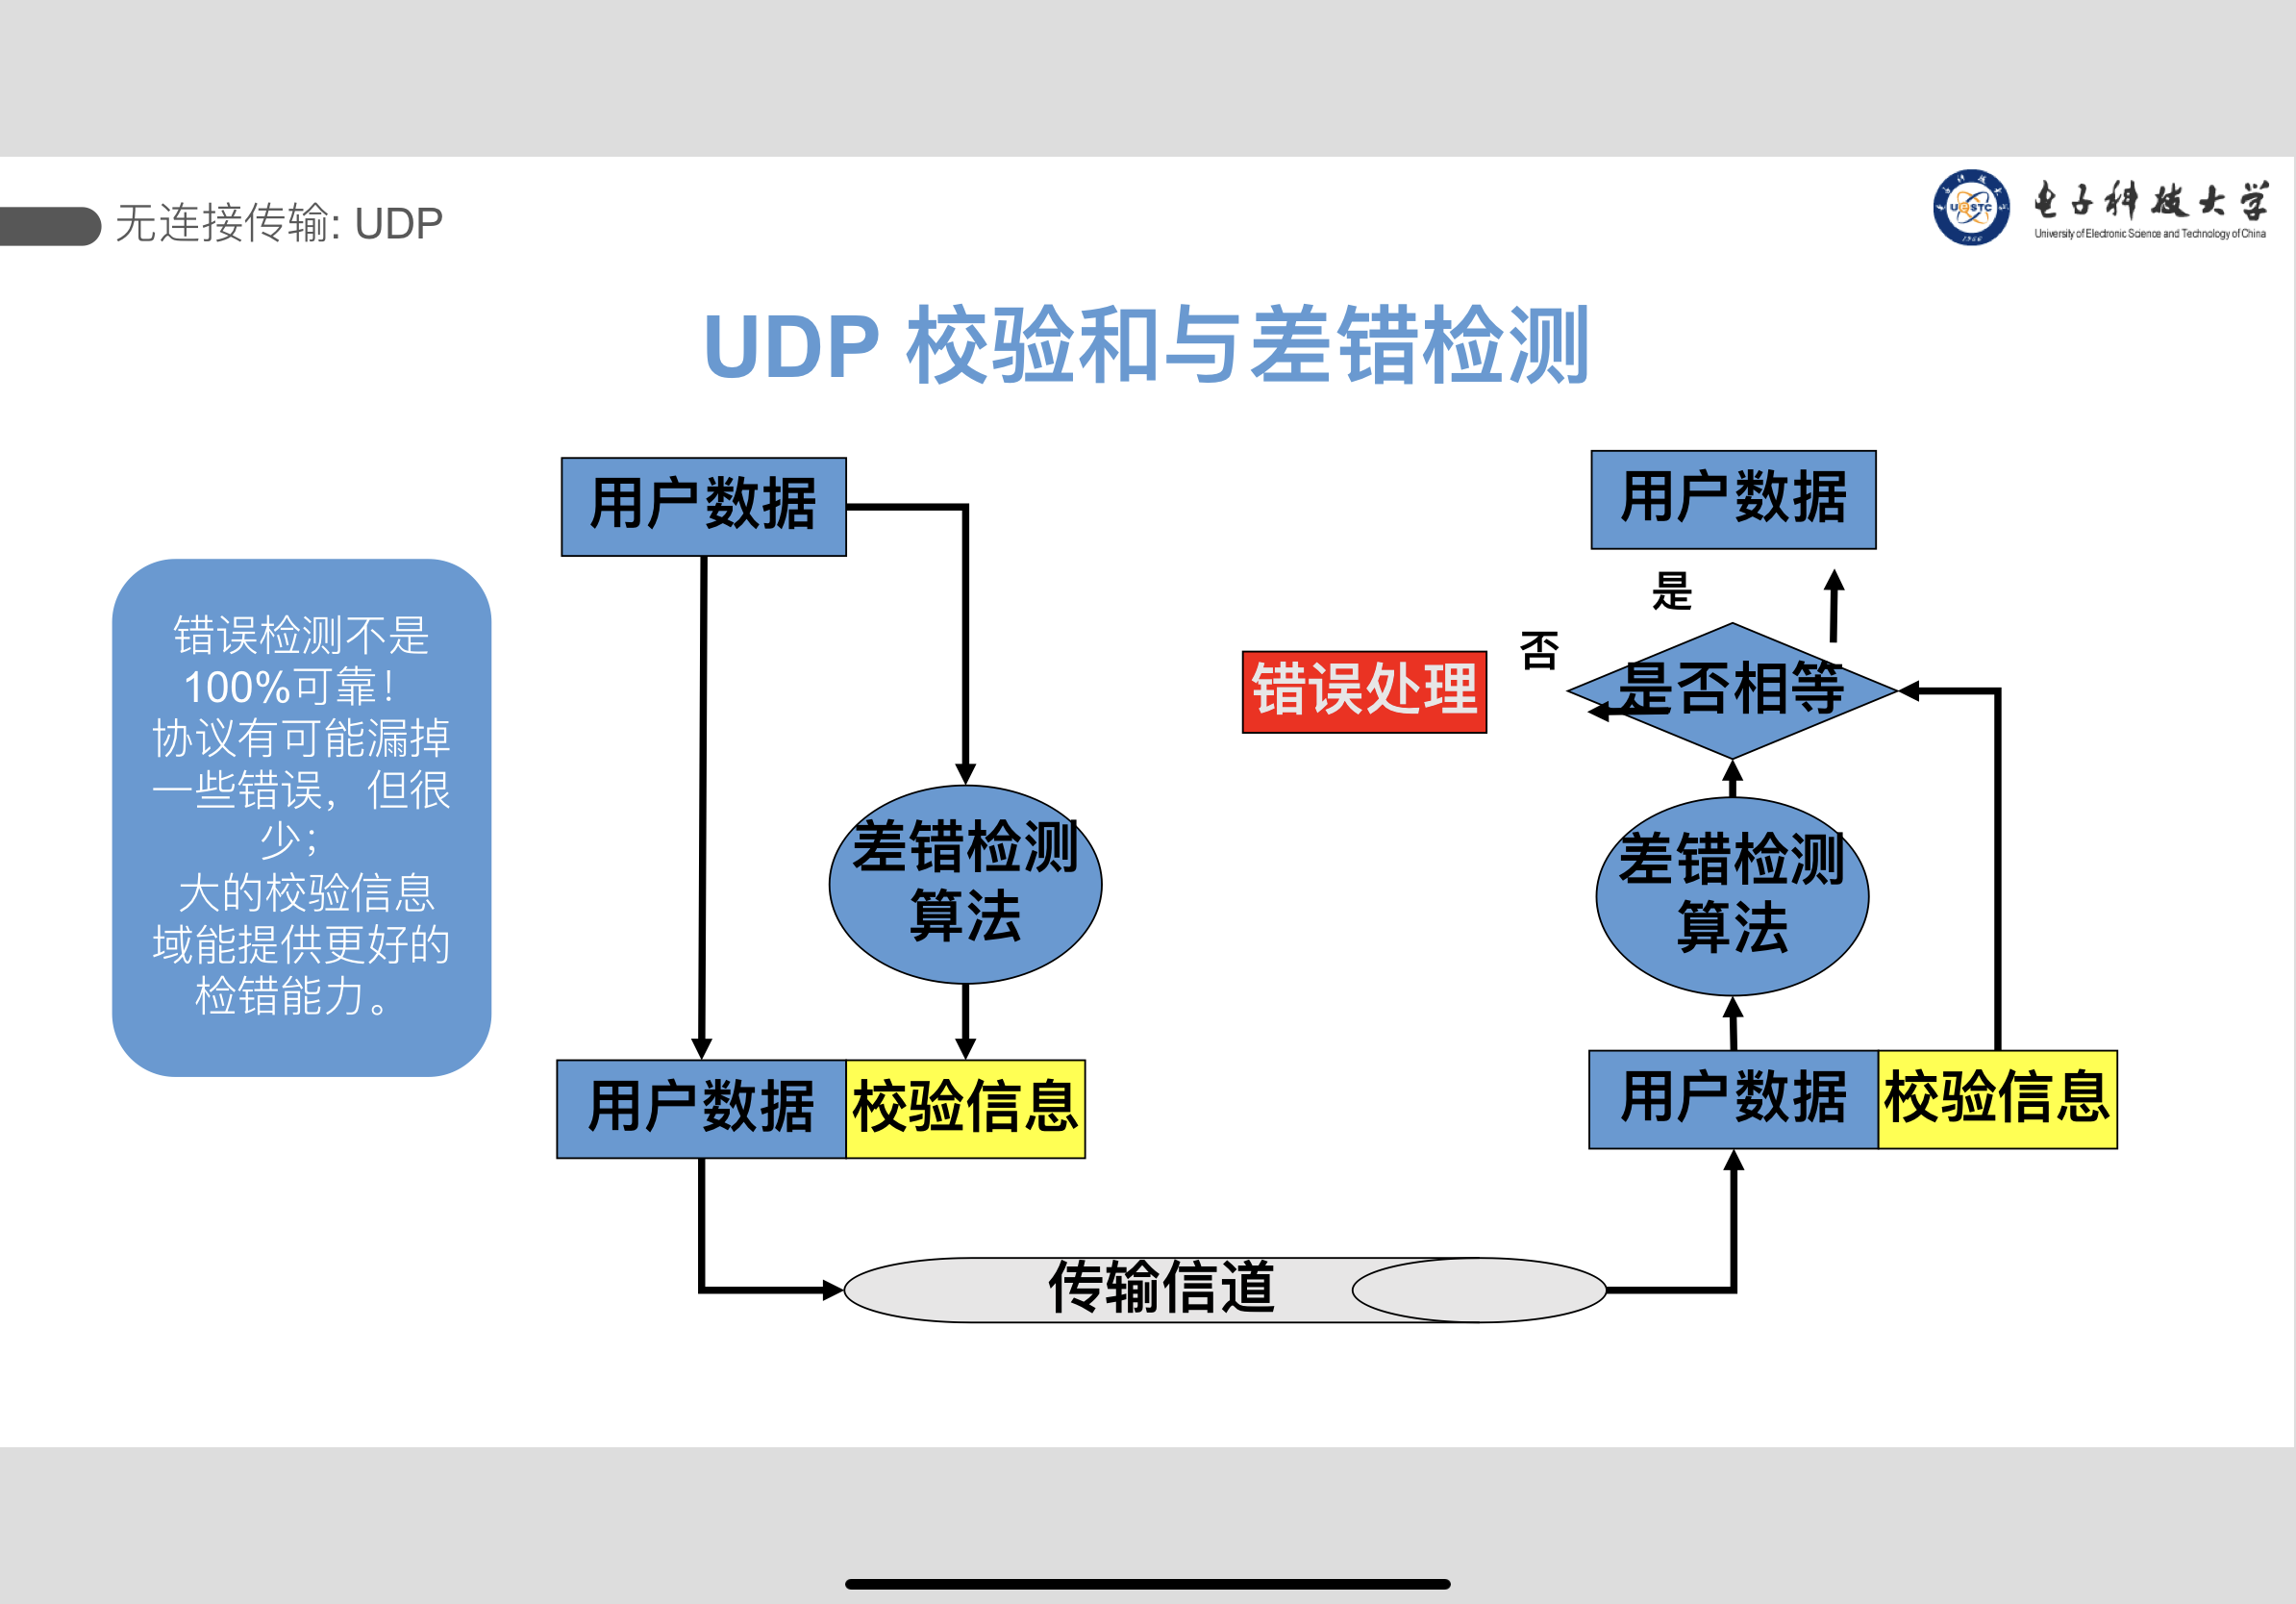 无连接传输: UDP
UESTC
1956
电子科技大学
University of Electronic Science and Technology of China
UDP 校验和与差错检测
错误检测不是
100%可靠!
协议有可能漏掉
一些错误, 但很
少;
大的校验信息
域能提供更好的
检错能力。
用户数据
差错检测
算法
用户数据
校验信息
传输信道
用户数据
是
否
错误处理
是否相等
差错检测
算法
用户数据
校验信息